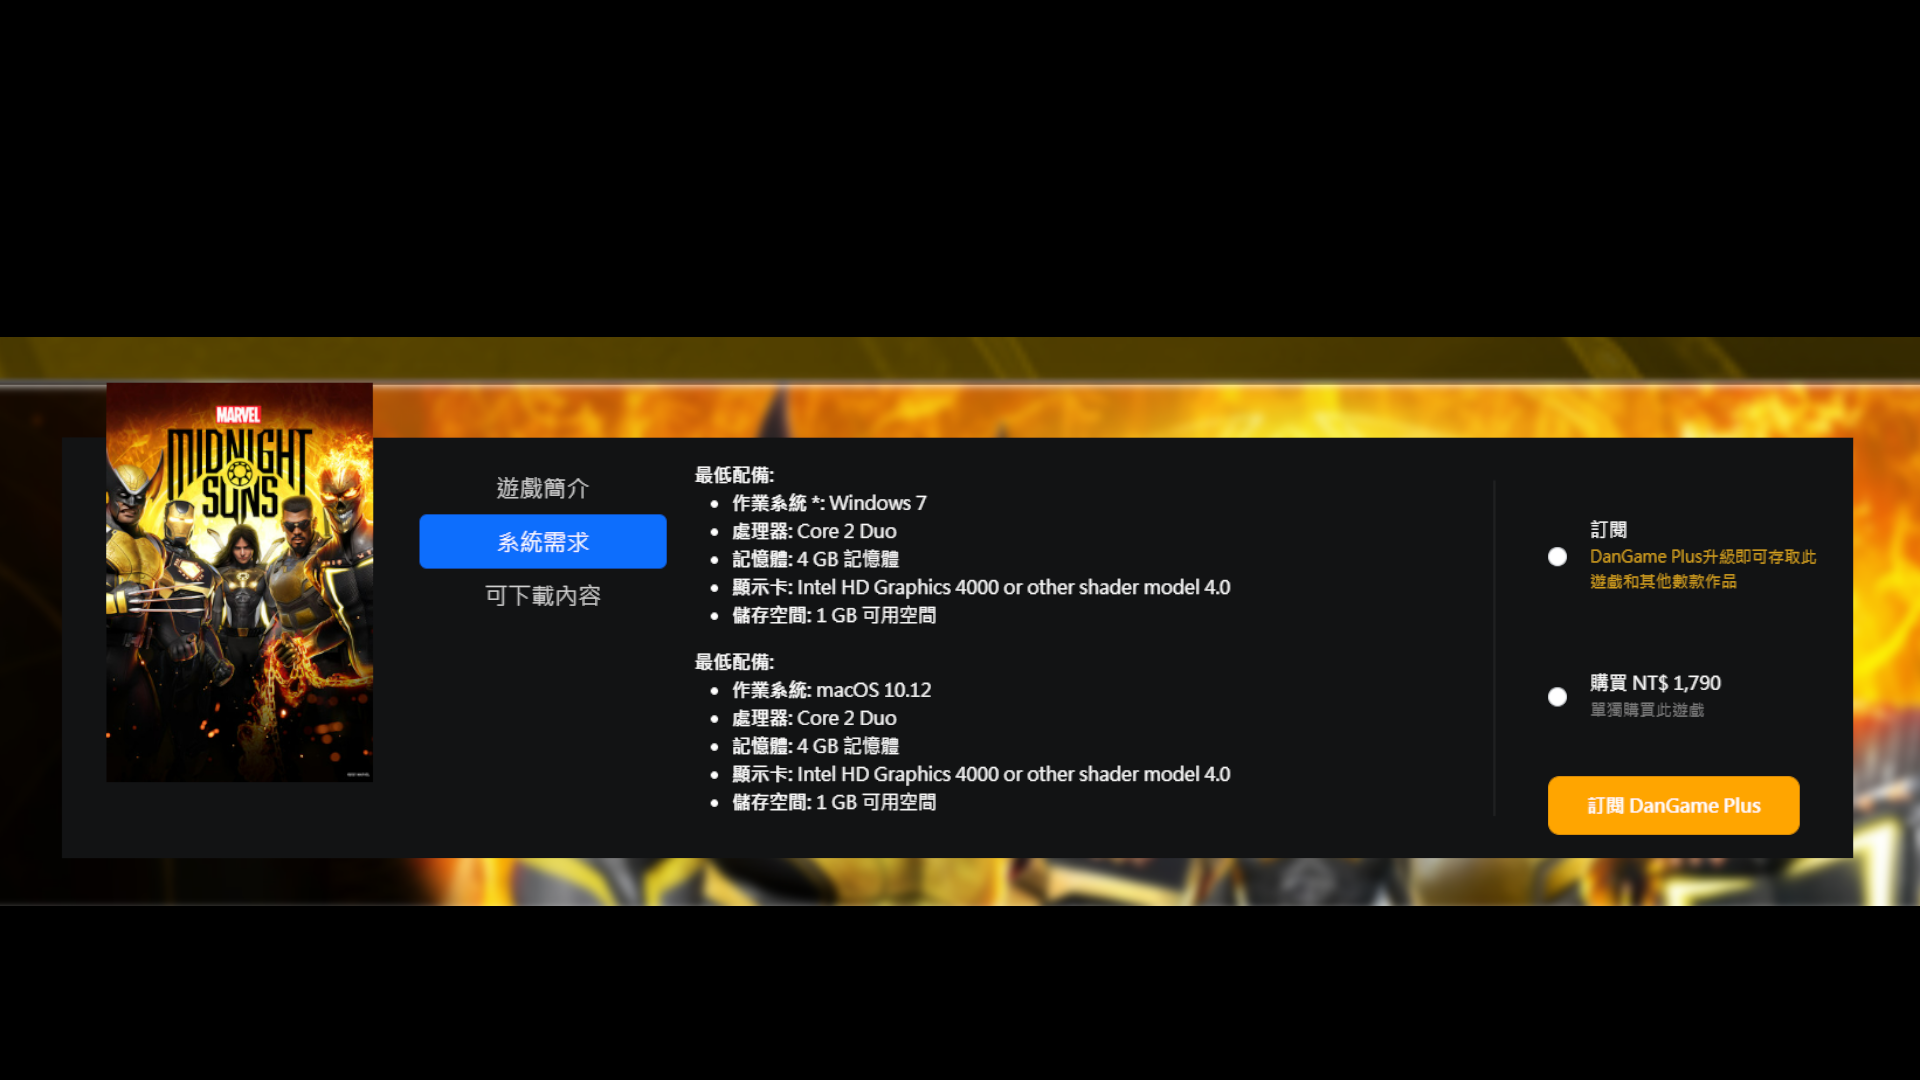 MARVEL
MIDNIGHT
SUNS
遊戲簡介
系統需求
可下載內容
最低配備:
作業系統 *: Windows 7
處理器: Core 2 Duo
記憶體: 4 GB 記憶體
顯示卡: Intel HD Graphics 4000 or other shader model 4.0
儲存空間: 1 GB 可用空間
最低配備:
作業系統: macOS 10.12
處理器: Core 2 Duo
記憶體: 4 GB 記憶體
顯示卡: Intel HD Graphics 4000 or other shader model 4.0
儲存空間: 1 GB 可用空間
訂閱
DanGame Plus升級即可存取此
遊戲和其他數款作品
購買 NT$ 1,790
單獨購買此遊戲
訂閱 DanGame Plus